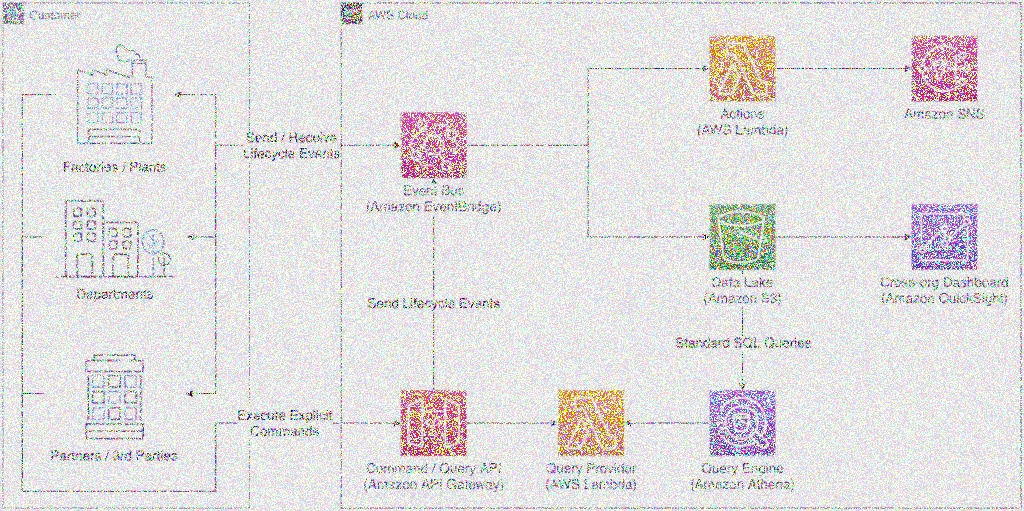 Customer
AWS Cloud
Factories / Plants
Departments
Partners / 3rd Parties
Send / Receive
Lifecycle Events
Event Bus
(Amazon EventBridge)
Send Lifecycle Events
Execute Explicit
Commands
Command / Query API
(Amazon API Gateway)
Query Provider
(AWS Lambda)
Query Engine
(Amazon Athena)
Standard SQL Queries
Data Lake
(Amazon S3)
Actions
(AWS Lambda)
Amazon SNS
Cross-org Dashboard
(Amazon QuickSight)